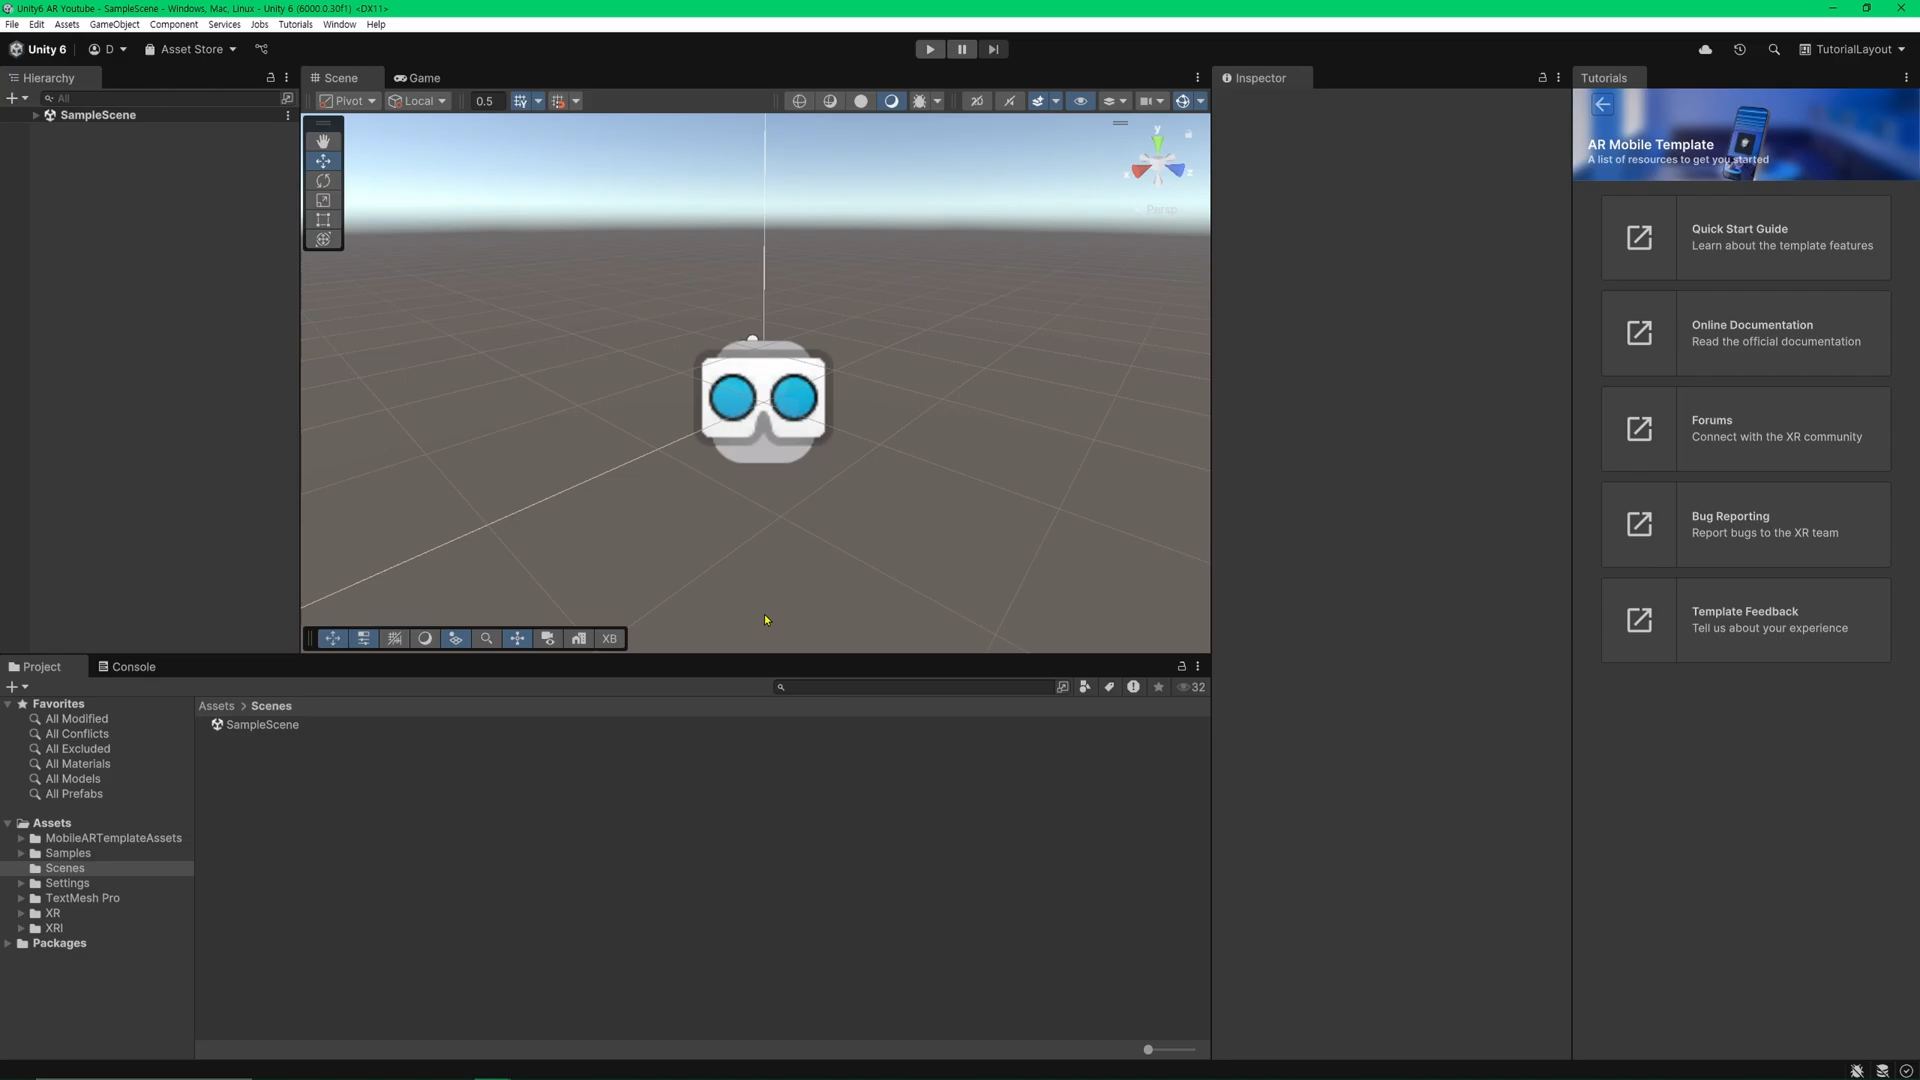 Unity6 AR Youtube - SampleScene - Windows, Mac, Linux - Unity 6 (6000.0.30f1) <DX11>
File Edit Assets GameObject Component Services Jobs Tutorials Window Help
Unity 6 D Asset Store TutorialLayout
Hierarchy
All
SampleScene
Scene Game
Pivot Local 0.5
y
x z
Persp
XB
Inspector
Tutorials
AR Mobile Template
A list of resources to get you started
Quick Start Guide
Learn about the template features
Online Documentation
Read the official documentation
Forums
Connect with the XR community
Bug Reporting
Report bugs to the XR team
Template Feedback
Tell us about your experience
Project Console
32
Favorites
All Modified
All Conflicts
All Excluded
All Materials
All Models
All Prefabs
Assets
MobileARTemplateAssets
Samples
Scenes
Settings
TextMesh Pro
XR
XRI
Packages
Assets > Scenes
SampleScene